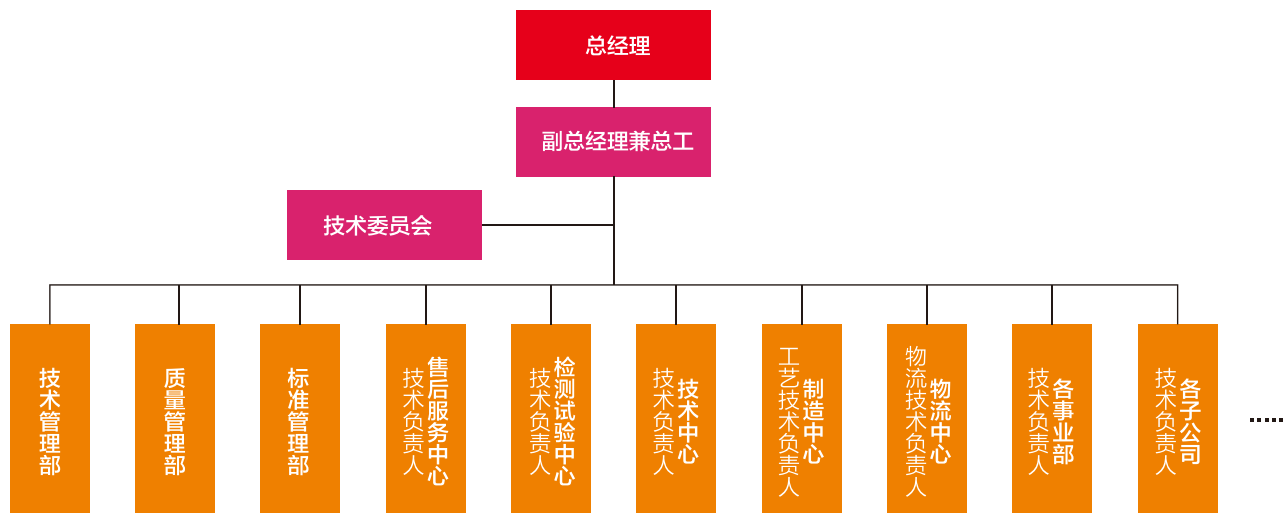 总经理
副总经理兼总工
技术委员会
技术管理部
质量管理部
标准管理部
售后服务中心
技术负责人
检测试验中心
技术负责人
技术中心
技术负责人
制造中心
工艺技术负责人
物流中心
物流技术负责人
各事业部
技术负责人
各子公司
技术负责人